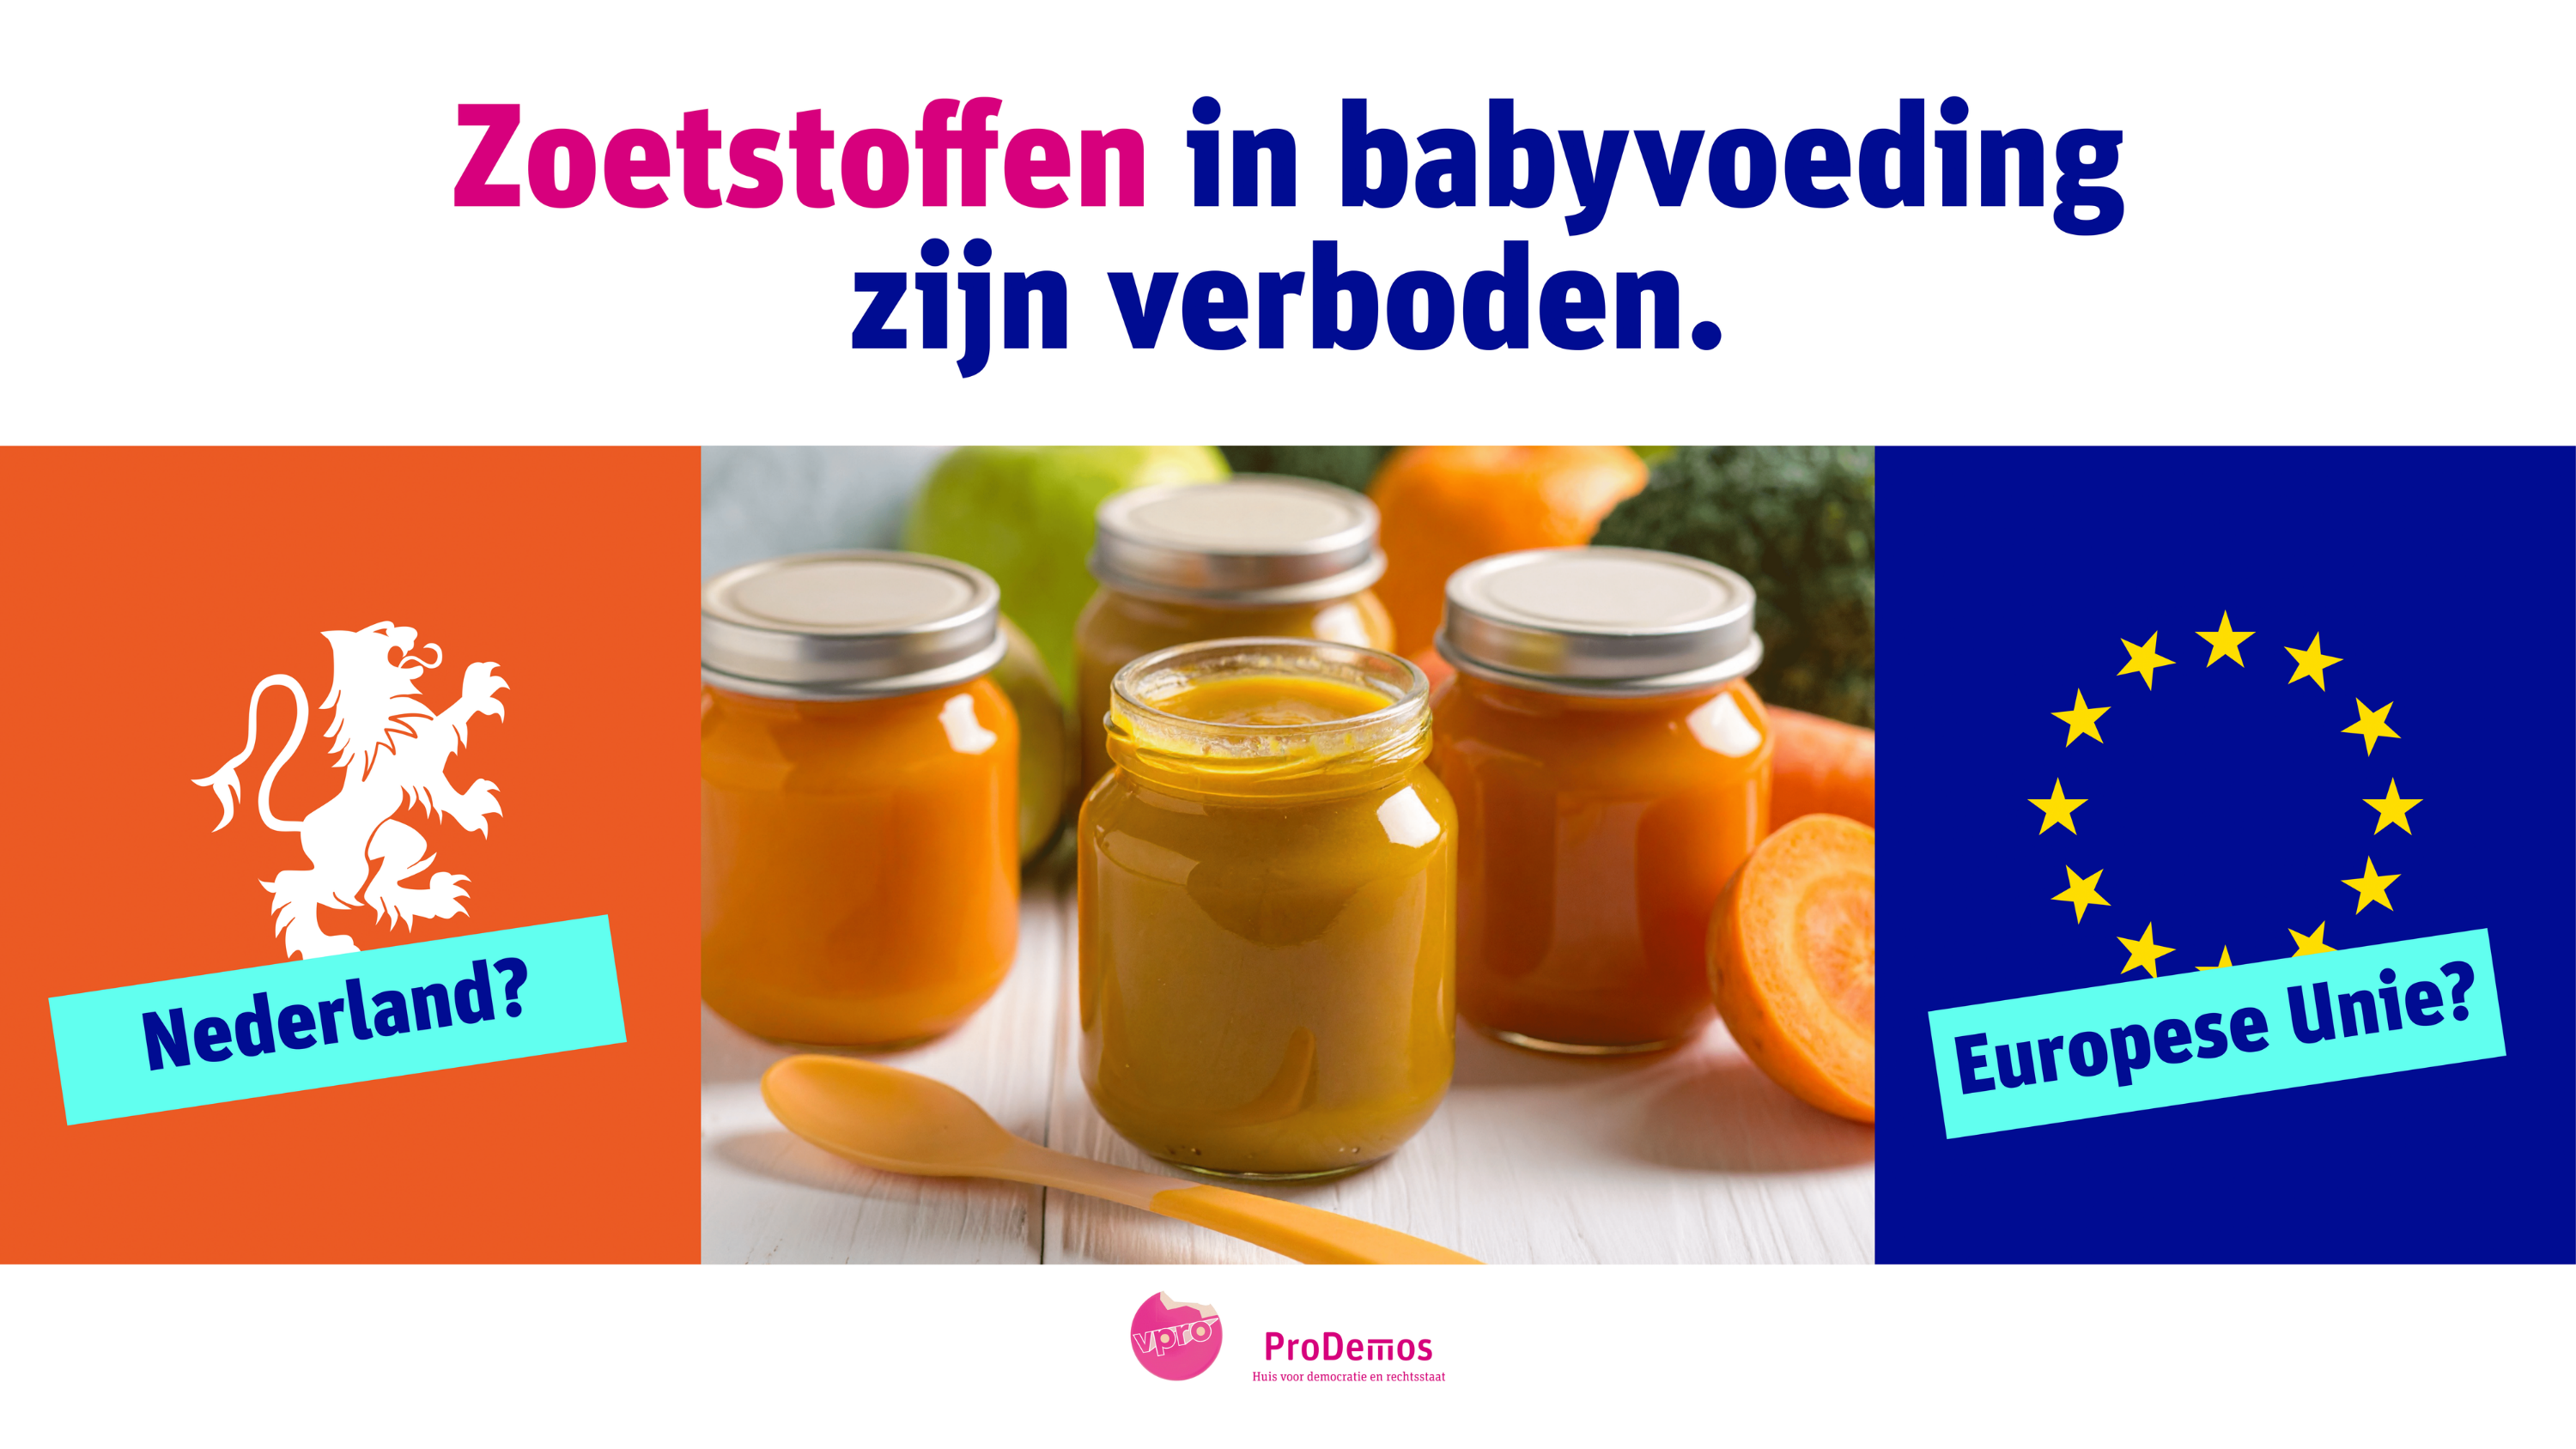 Zoetstoffen in babyvoeding
zijn verboden.
Nederland?
Europese Unie?
vpro
ProDemos
Huis voor democratie en rechtsstaat